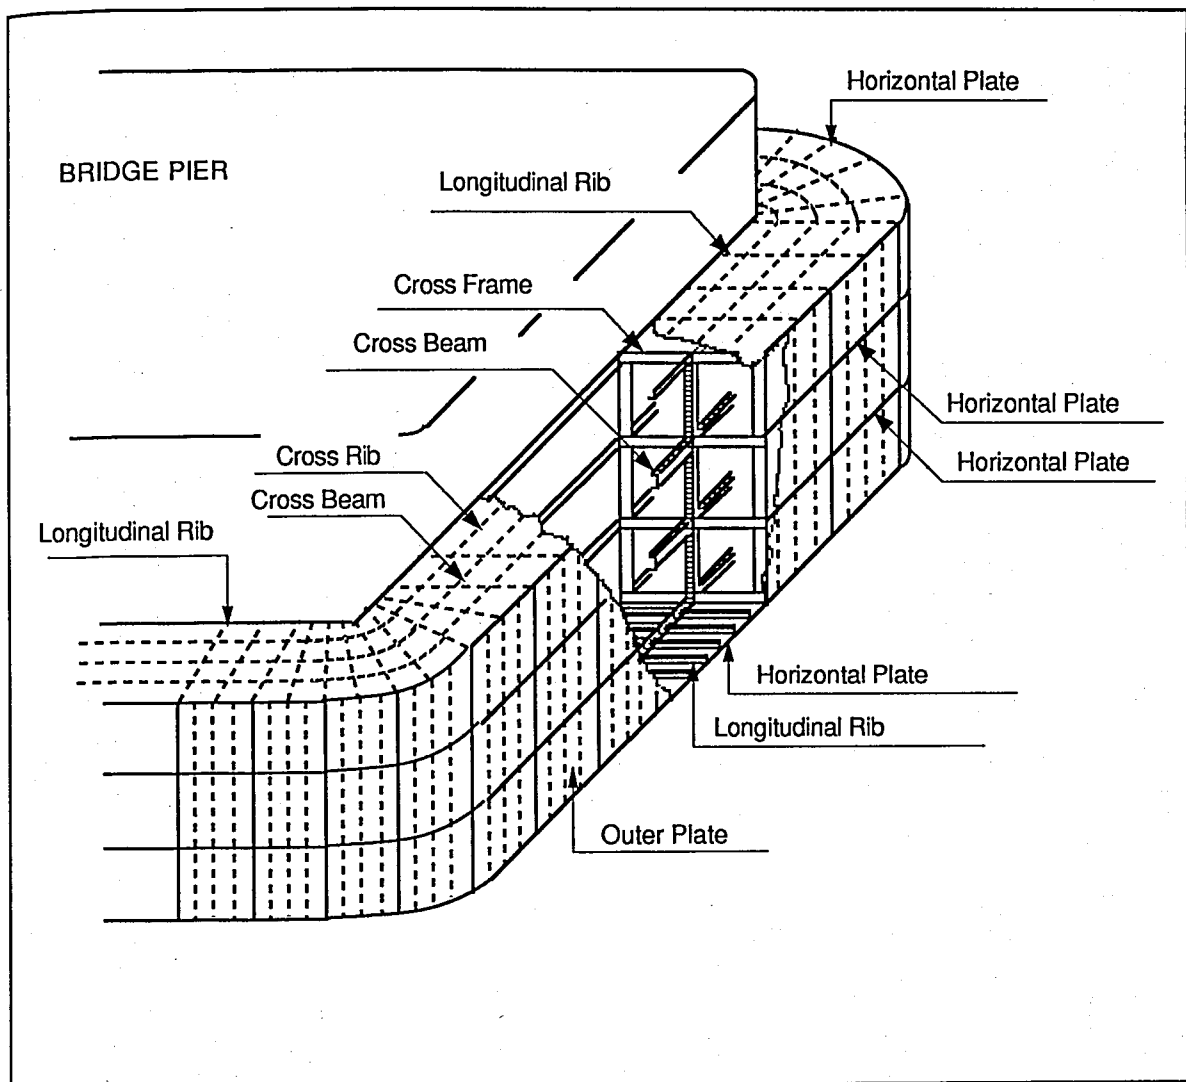 Horizontal Plate
BRIDGE PIER
Longitudinal Rib
Cross Frame
Cross Beam
Horizontal Plate
Cross Rib
Horizontal Plate
Cross Beam
Longitudinal Rib
Horizontal Plate
Longitudinal Rib
Outer Plate